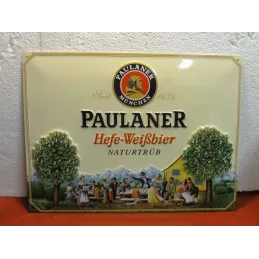 PAULANER
MÜNCHEN
Seit 1634
PAULANER
Hefe-Weißbier
NATURTRÜB